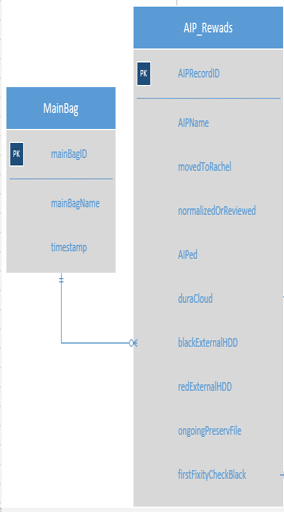 AIP_Rewads
PK
AIPRecordID
AIPName
movedToRachel
normalizedOrReviewed
AIPed
duraCloud
blackExternalHDD
redExternalHDD
ongoingPreservFile
firstFixityCheckBlack
MainBag
PK
mainBagID
mainBagName
timestamp